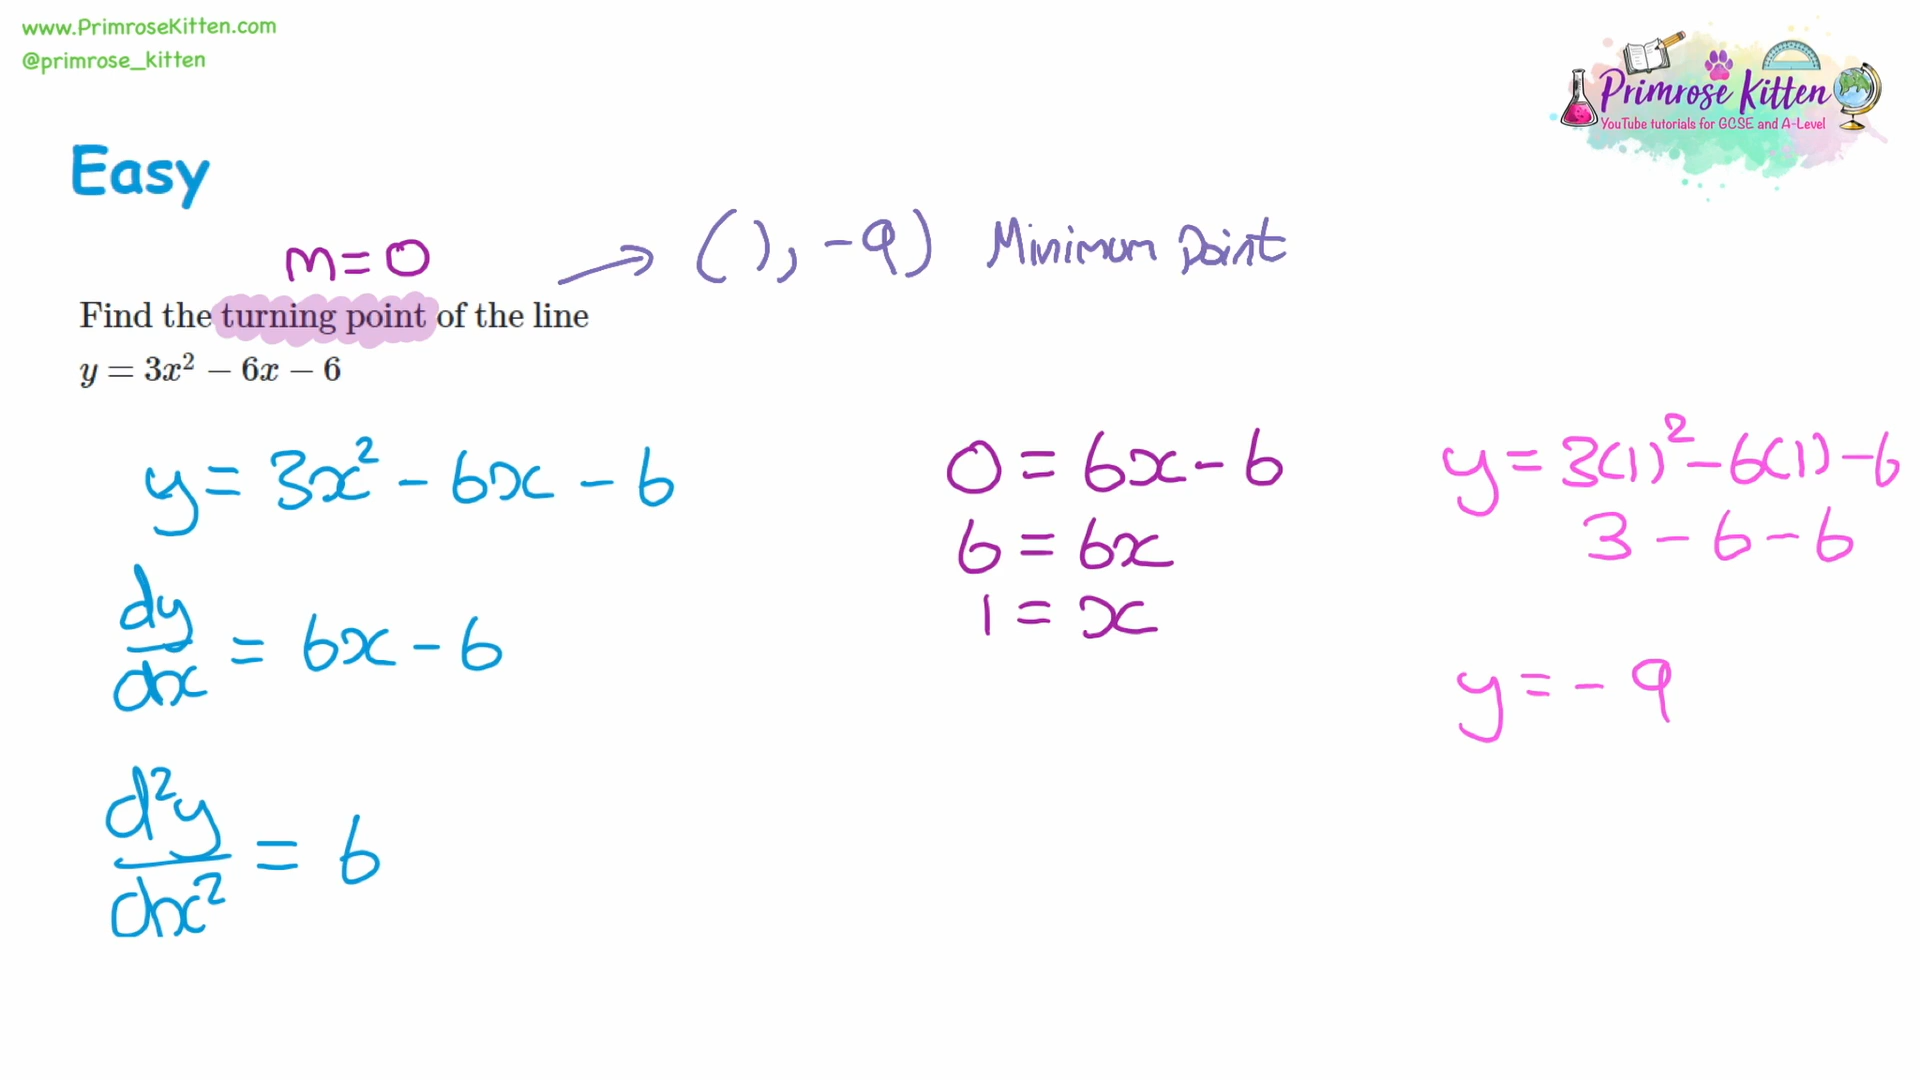 www.PrimroseKitten.com
@primrose_kitten
Primrose Kitten
YouTube tutorials for GCSE and A-Level
Easy
m = 0
→ (1, -9) Minimum Point
Find the turning point of the line
y = 3x² − 6x − 6
y = 3x² - 6x - 6
dy/dx = 6x - 6
d²y/dx² = 6
0 = 6x - 6
6 = 6x
1 = x
y = 3(1)² - 6(1) - 6
3 - 6 - 6
y = - 9